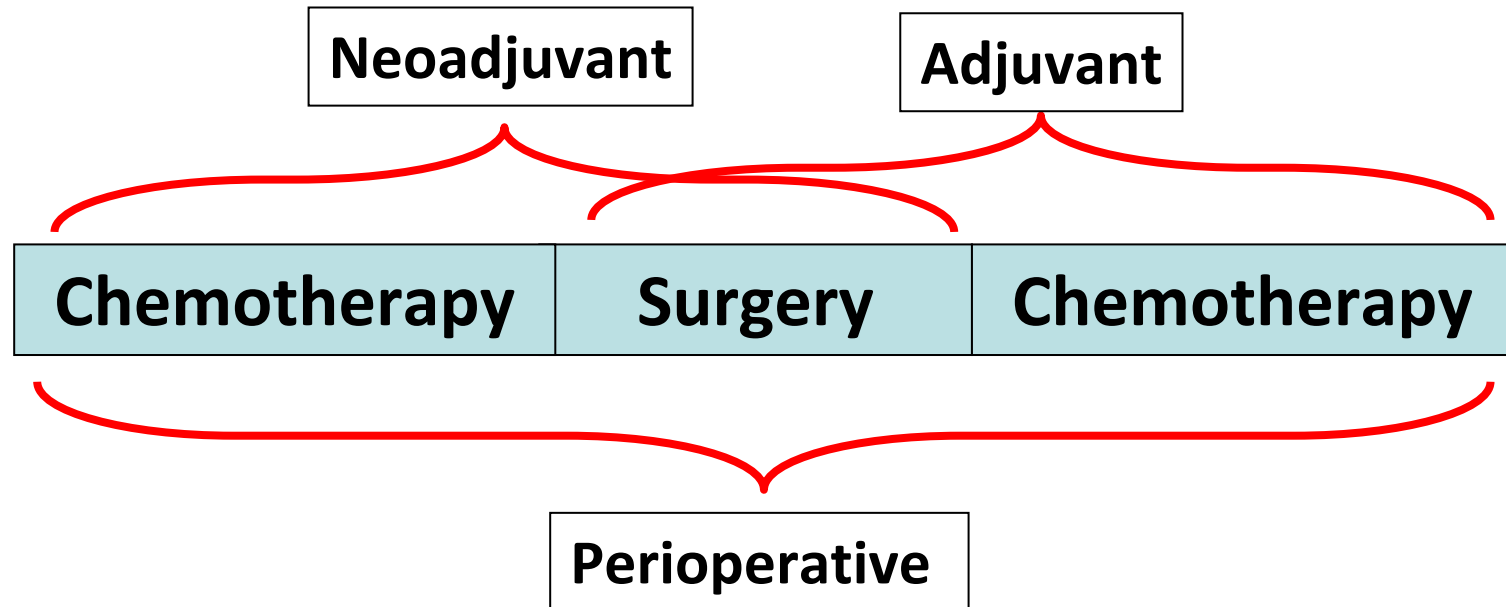 Neoadjuvant
Adjuvant
Chemotherapy
Surgery
Chemotherapy
Perioperative